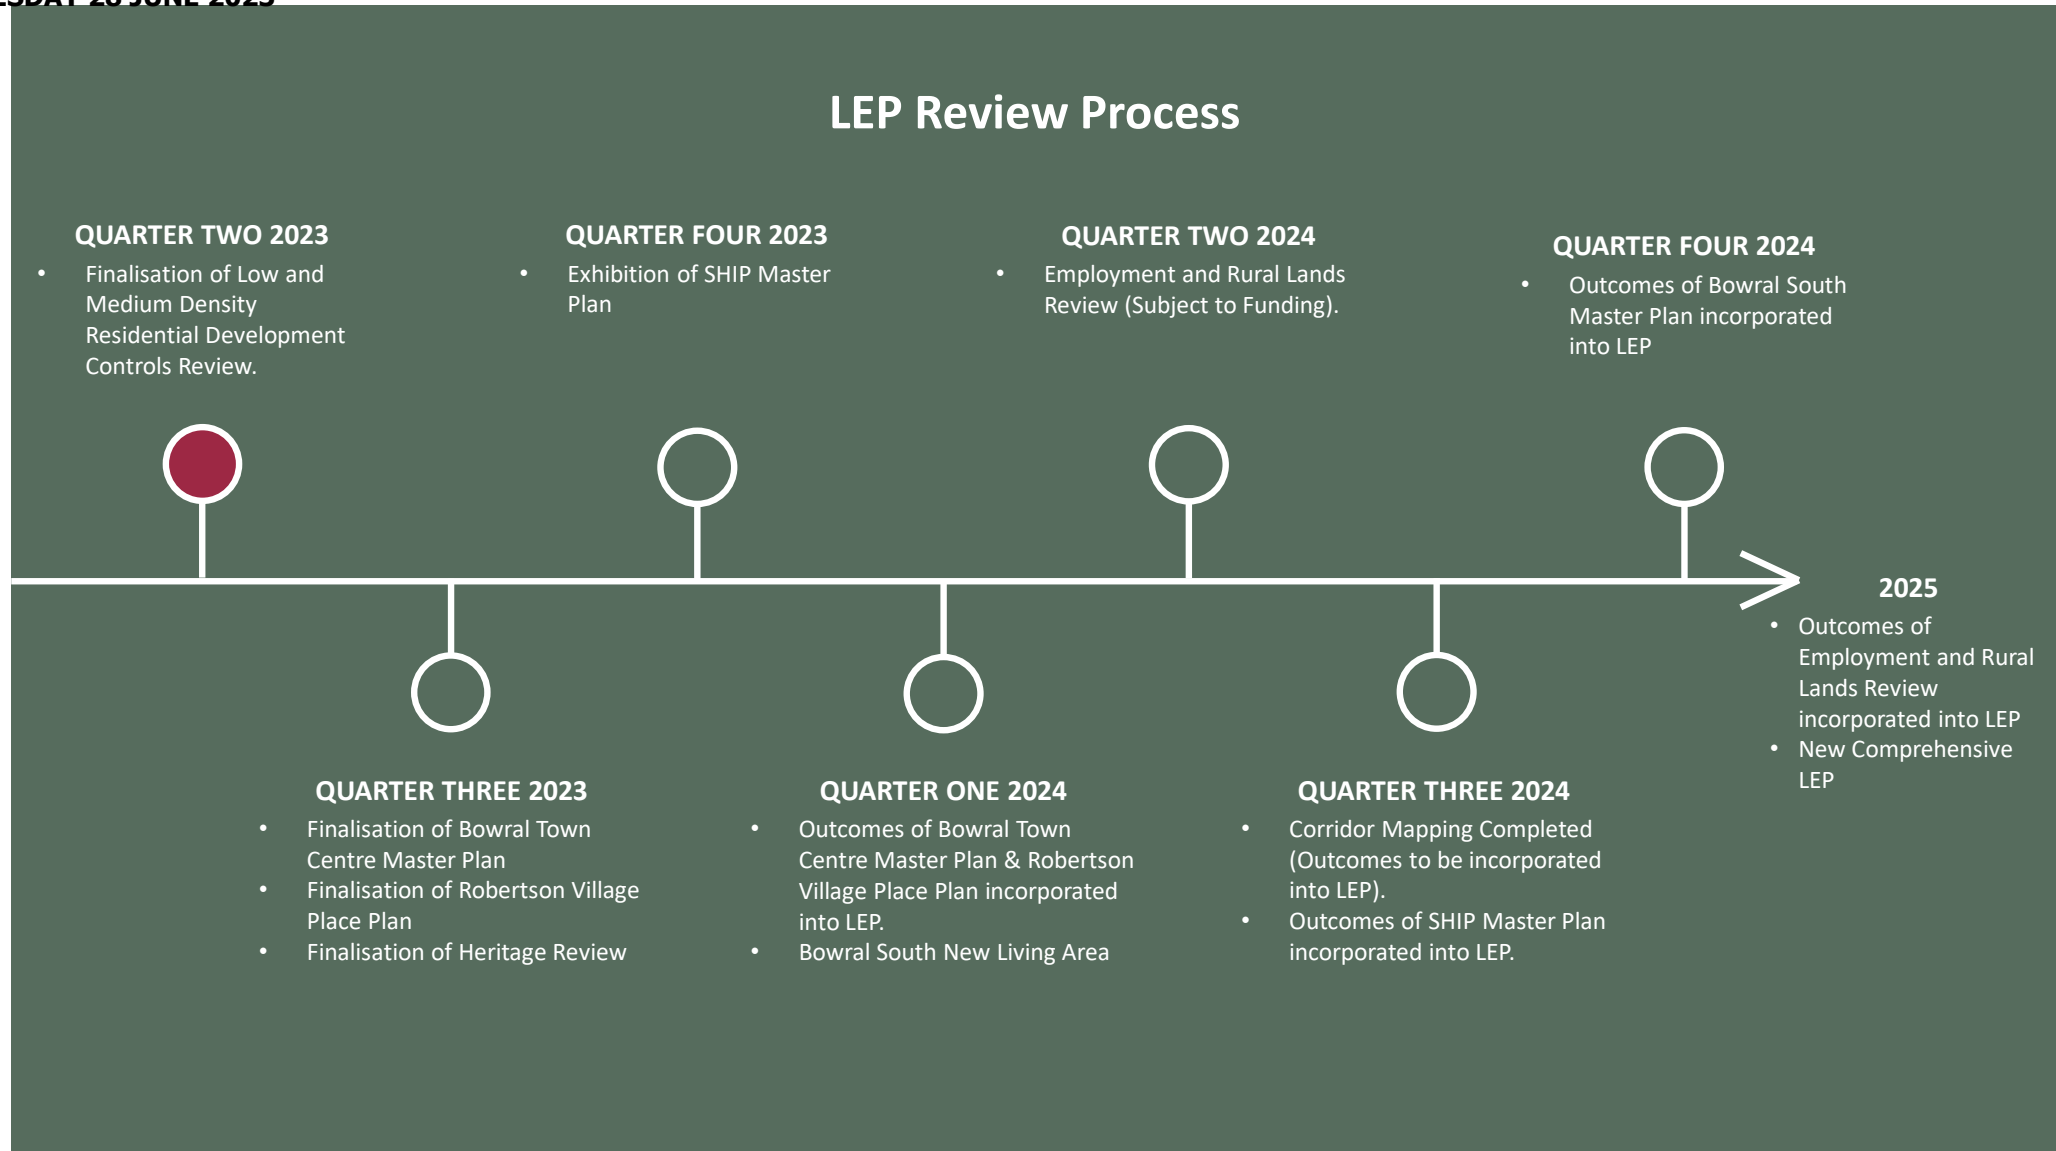 28 JUNE 2023
LEP Review Process
QUARTER TWO 2023
• Finalisation of Low and
Medium Density
Residential Development
Controls Review.
QUARTER FOUR 2023
• Exhibition of SHIP Master
Plan
QUARTER TWO 2024
• Employment and Rural Lands
Review (Subject to Funding).
QUARTER FOUR 2024
• Outcomes of Bowral South
Master Plan incorporated
into LEP
2025
• Outcomes of
Employment and Rural
Lands Review
incorporated into LEP
• New Comprehensive
LEP
QUARTER THREE 2023
• Finalisation of Bowral Town
Centre Master Plan
• Finalisation of Robertson Village
Place Plan
• Finalisation of Heritage Review
QUARTER ONE 2024
• Outcomes of Bowral Town
Centre Master Plan & Robertson
Village Place Plan incorporated
into LEP.
• Bowral South New Living Area
QUARTER THREE 2024
• Corridor Mapping Completed
(Outcomes to be incorporated
into LEP).
• Outcomes of SHIP Master Plan
incorporated into LEP.